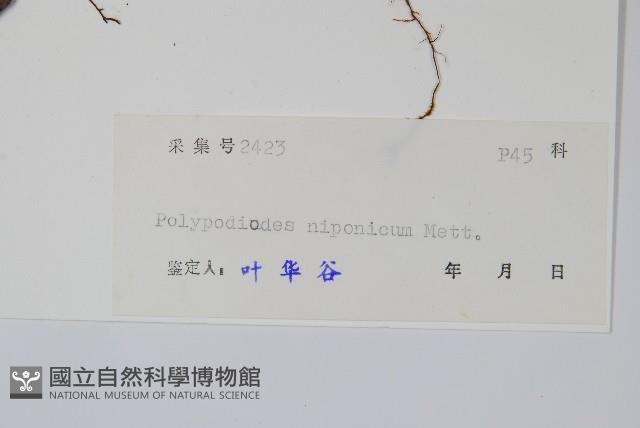 采集号2423 P45 科
Polypodiodes niponicum Mett.
鉴定人: 叶华谷 年 月 日
國立自然科學博物館
NATIONAL MUSEUM OF NATURAL SCIENCE